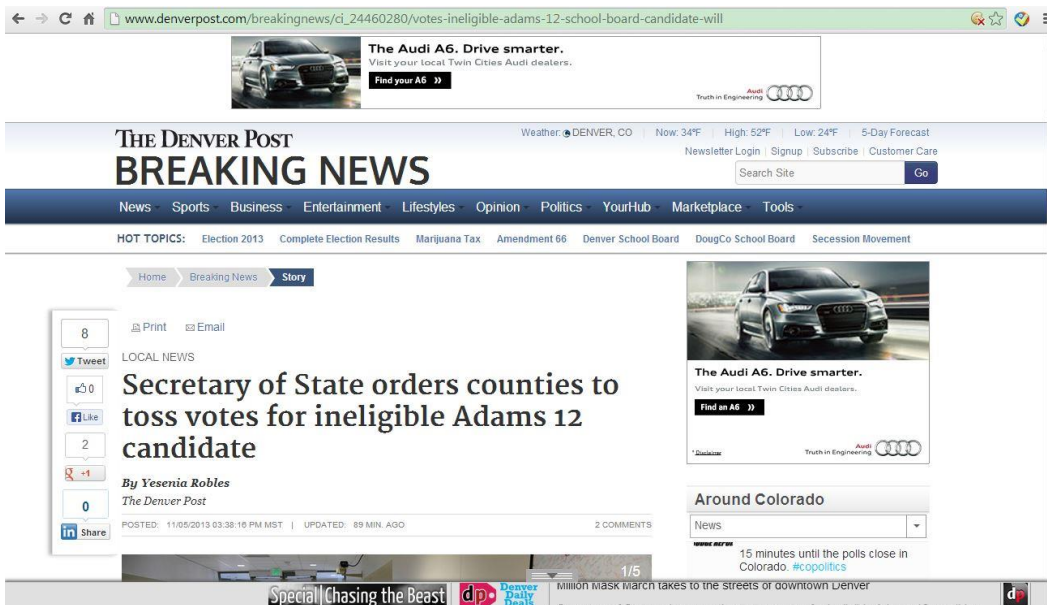 www.denverpost.com/breakingnews/ci_24460280/votes-ineligible-adams-12-school-board-candidate-will
The Audi A6. Drive smarter.
Visit your local Twin Cities Audi dealers.
Find your A6 »
Audi
Truth in Engineering
THE DENVER POST
BREAKING NEWS
Weather: DENVER, CO | Now: 34°F | High: 52°F | Low: 24°F | 5-Day Forecast
Newsletter Login | Signup | Subscribe | Customer Care
Search Site Go
News Sports Business Entertainment Lifestyles Opinion Politics YourHub Marketplace Tools
HOT TOPICS: Election 2013 Complete Election Results Marijuana Tax Amendment 66 Denver School Board DougCo School Board Secession Movement
Home Breaking News Story
8
Tweet
0
Like
2
+1
0
in Share
Print Email
LOCAL NEWS
Secretary of State orders counties to
toss votes for ineligible Adams 12
candidate
By Yesenia Robles
The Denver Post
POSTED: 11/05/2013 03:38:16 PM MST | UPDATED: 89 MIN. AGO 2 COMMENTS
1/5
The Audi A6. Drive smarter.
Visit your local Twin Cities Audi dealers.
Find an A6 »
* Disclaimer
Audi
Truth in Engineering
Around Colorado
News
15 minutes until the polls close in
Colorado. #copolitics
Special | Chasing the Beast
dp Denver
Daily
Deals
Million Mask March takes to the streets of downtown Denver
dp